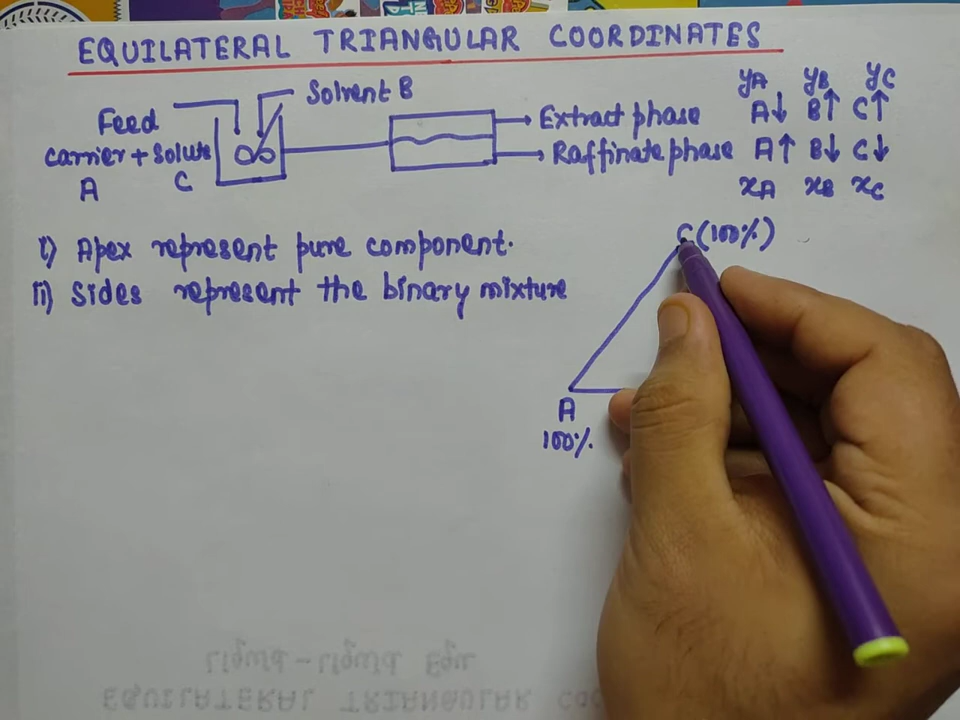 EQUILATERAL TRIANGULAR COORDINATES
Solvent B
Feed
Carrier + Solute
A C
Extract phase
Raffinate phase
yA yB yC
A↓ B↑ C↑
A↑ B↓ C↓
xA xB xC
i) Apex represent pure component.
ii) Sides represent the binary mixture
C (100%)
A
100%